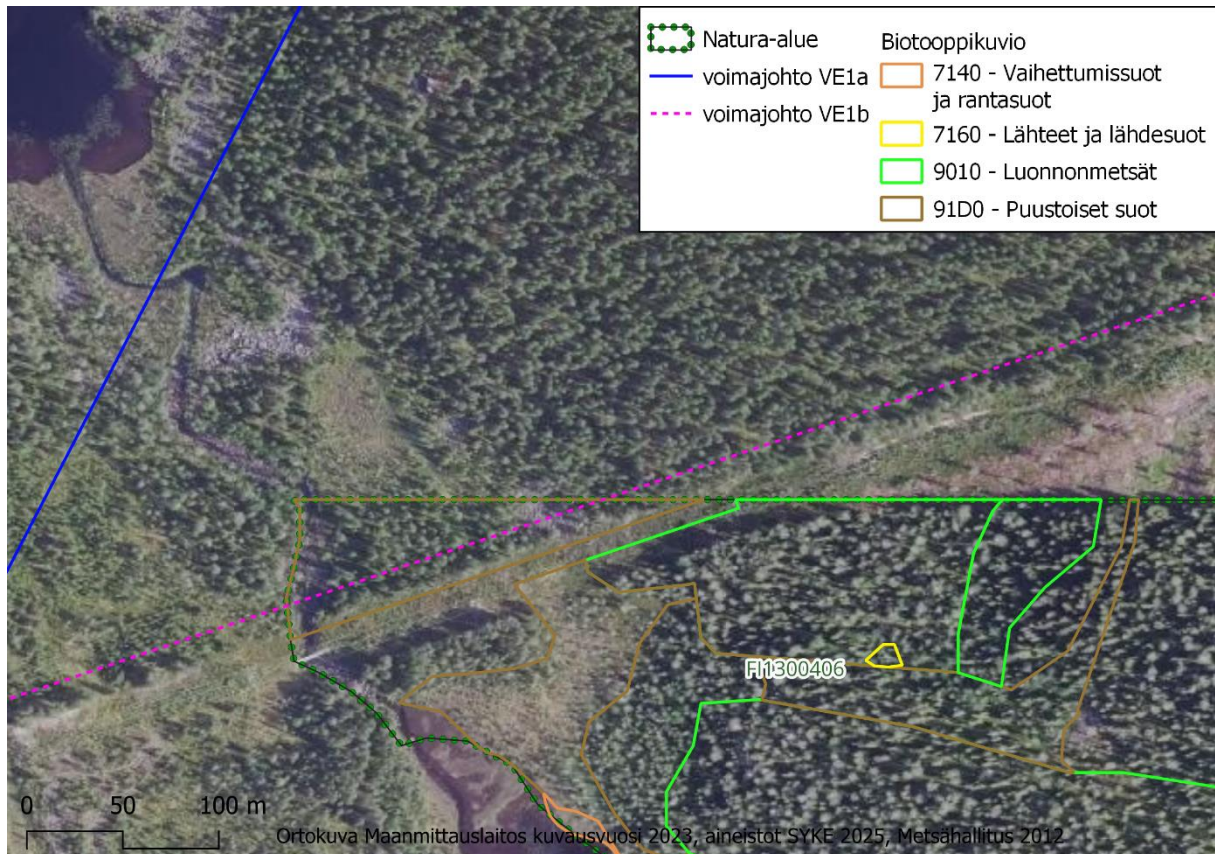 Natura-alue
voimajohto VE1a
voimajohto VE1b
Biotooppikuvio
7140 - Vaihettumissuot
ja rantasuot
7160 - Lähteet ja lähdesuot
9010 - Luonnonmetsät
91D0 - Puustoiset suot
FI1300406
0 50 100 m
Ortokuva Maanmittauslaitos kuvausvuosi 2023, aineistot SYKE 2025, Metsähallitus 2012